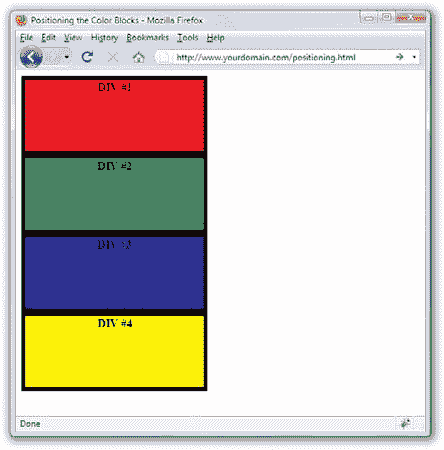 Positioning the Color Blocks - Mozilla Firefox
File Edit View History Bookmarks Tools Help
http://www.yourdomain.com/positioning.html
DIV #1
DIV #2
DIV #3
DIV #4
Done